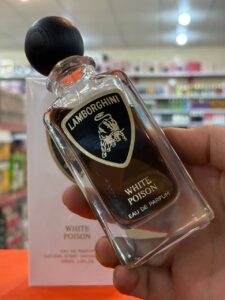 LAMBORGHINI
WHITE
POISON
EAU DE PARFUM
WHITE
POISON
EAU DE PARFUM